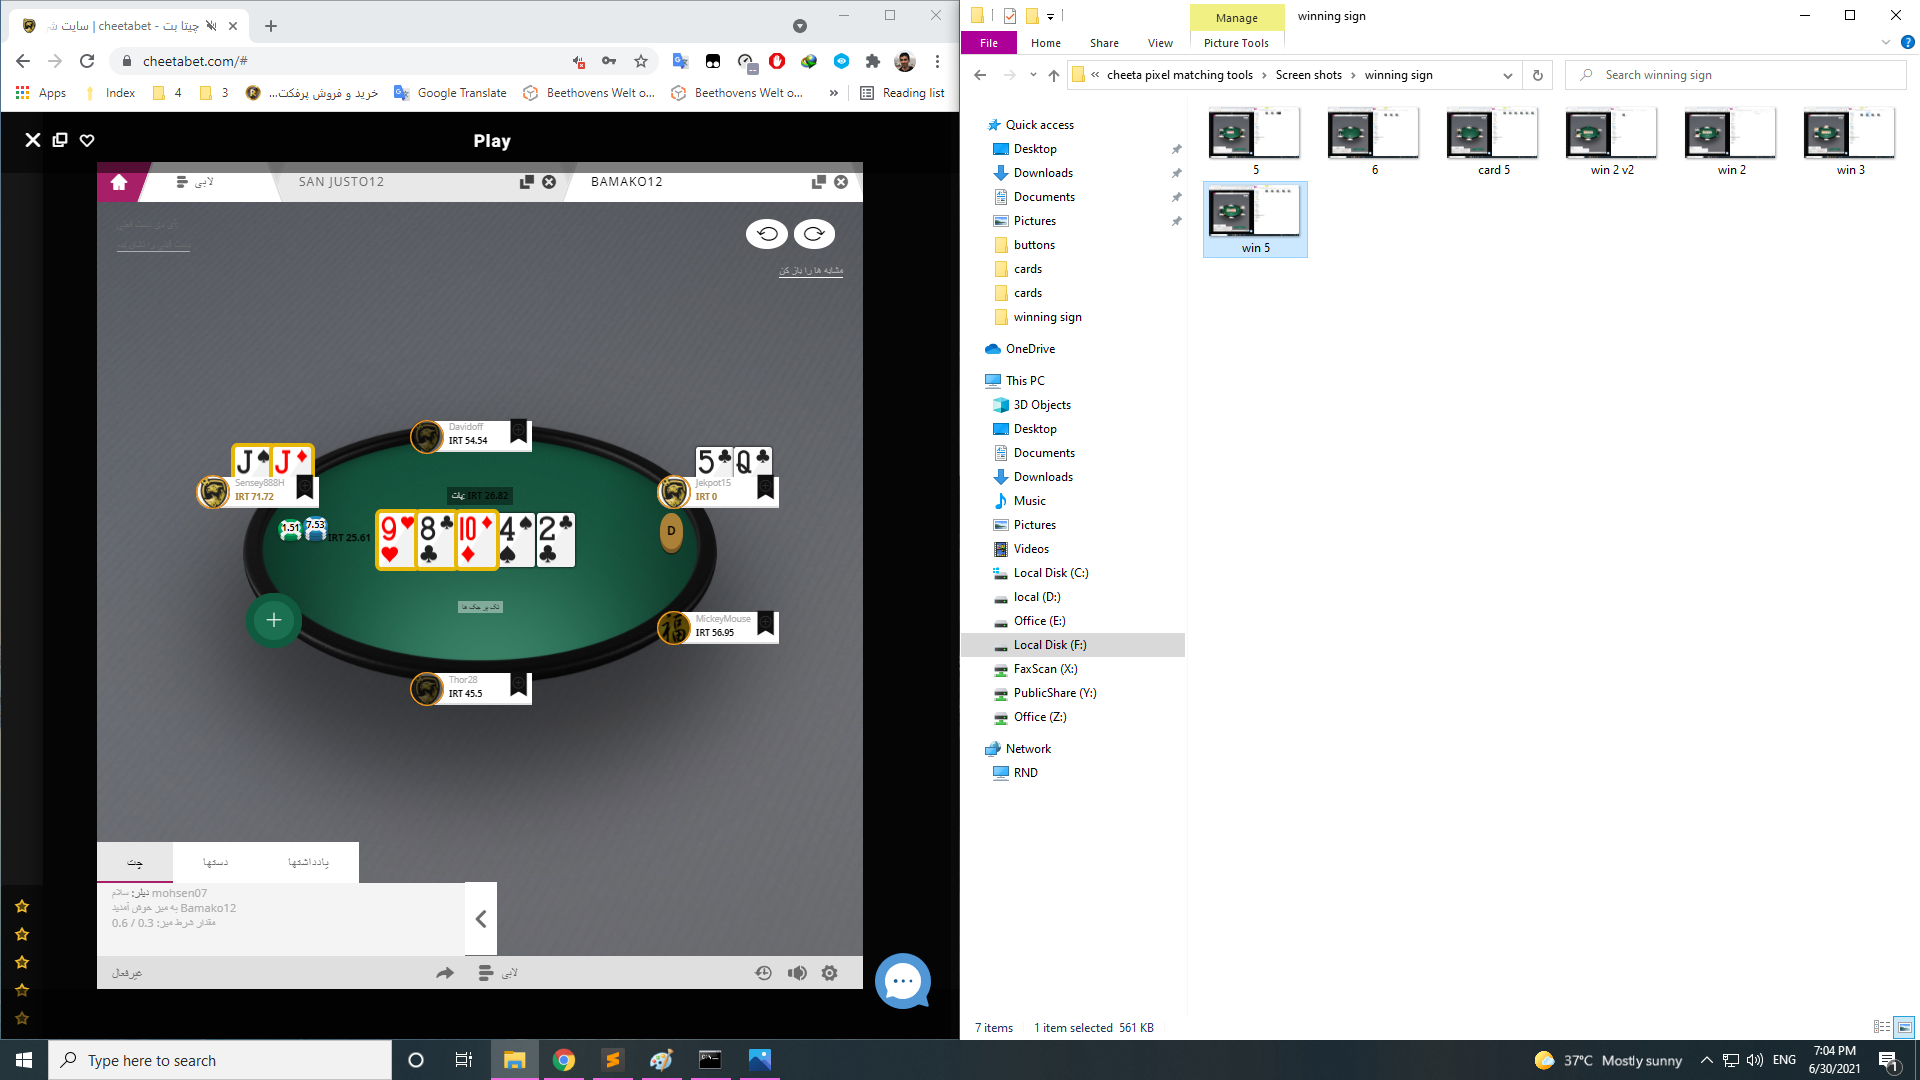 چیتا بت - cheetabet | سایت شر
cheetabet.com/#
Apps
Index
4
3
خرید و فروش پرفکت...
Google Translate
Beethovens Welt o...
Beethovens Welt o...
»
Reading list
Play
لابی
SAN JUSTO12
BAMAKO12
مشابه ها را باز کن
Davidoff
IRT 54.54
J J
Sensey888H
IRT 71.72
5 Q
Jekpot15
IRT 0
پات: IRT 26.82
1.51 7.53
IRT 25.61
9 8 10 4 2
D
تک پر جک ها
MickeyMouse
IRT 56.95
Thor28
IRT 45.5
چت
دستها
یادداشتها
دیلر: سلام mohsen07
به میز خوش آمدید Bamako12
مقدار شرط میز: 0.3 / 0.6
غیرفعال
لابی
Manage
winning sign
File
Home
Share
View
Picture Tools
« cheeta pixel matching tools
Screen shots
winning sign
Search winning sign
Quick access
Desktop
Downloads
Documents
Pictures
buttons
cards
cards
winning sign
OneDrive
This PC
3D Objects
Desktop
Documents
Downloads
Music
Pictures
Videos
Local Disk (C:)
local (D:)
Office (E:)
Local Disk (F:)
FaxScan (X:)
PublicShare (Y:)
Office (Z:)
Network
RND
5
6
card 5
win 2 v2
win 2
win 3
win 5
7 items
1 item selected 561 KB
Type here to search
37°C Mostly sunny
ENG
7:04 PM
6/30/2021
1